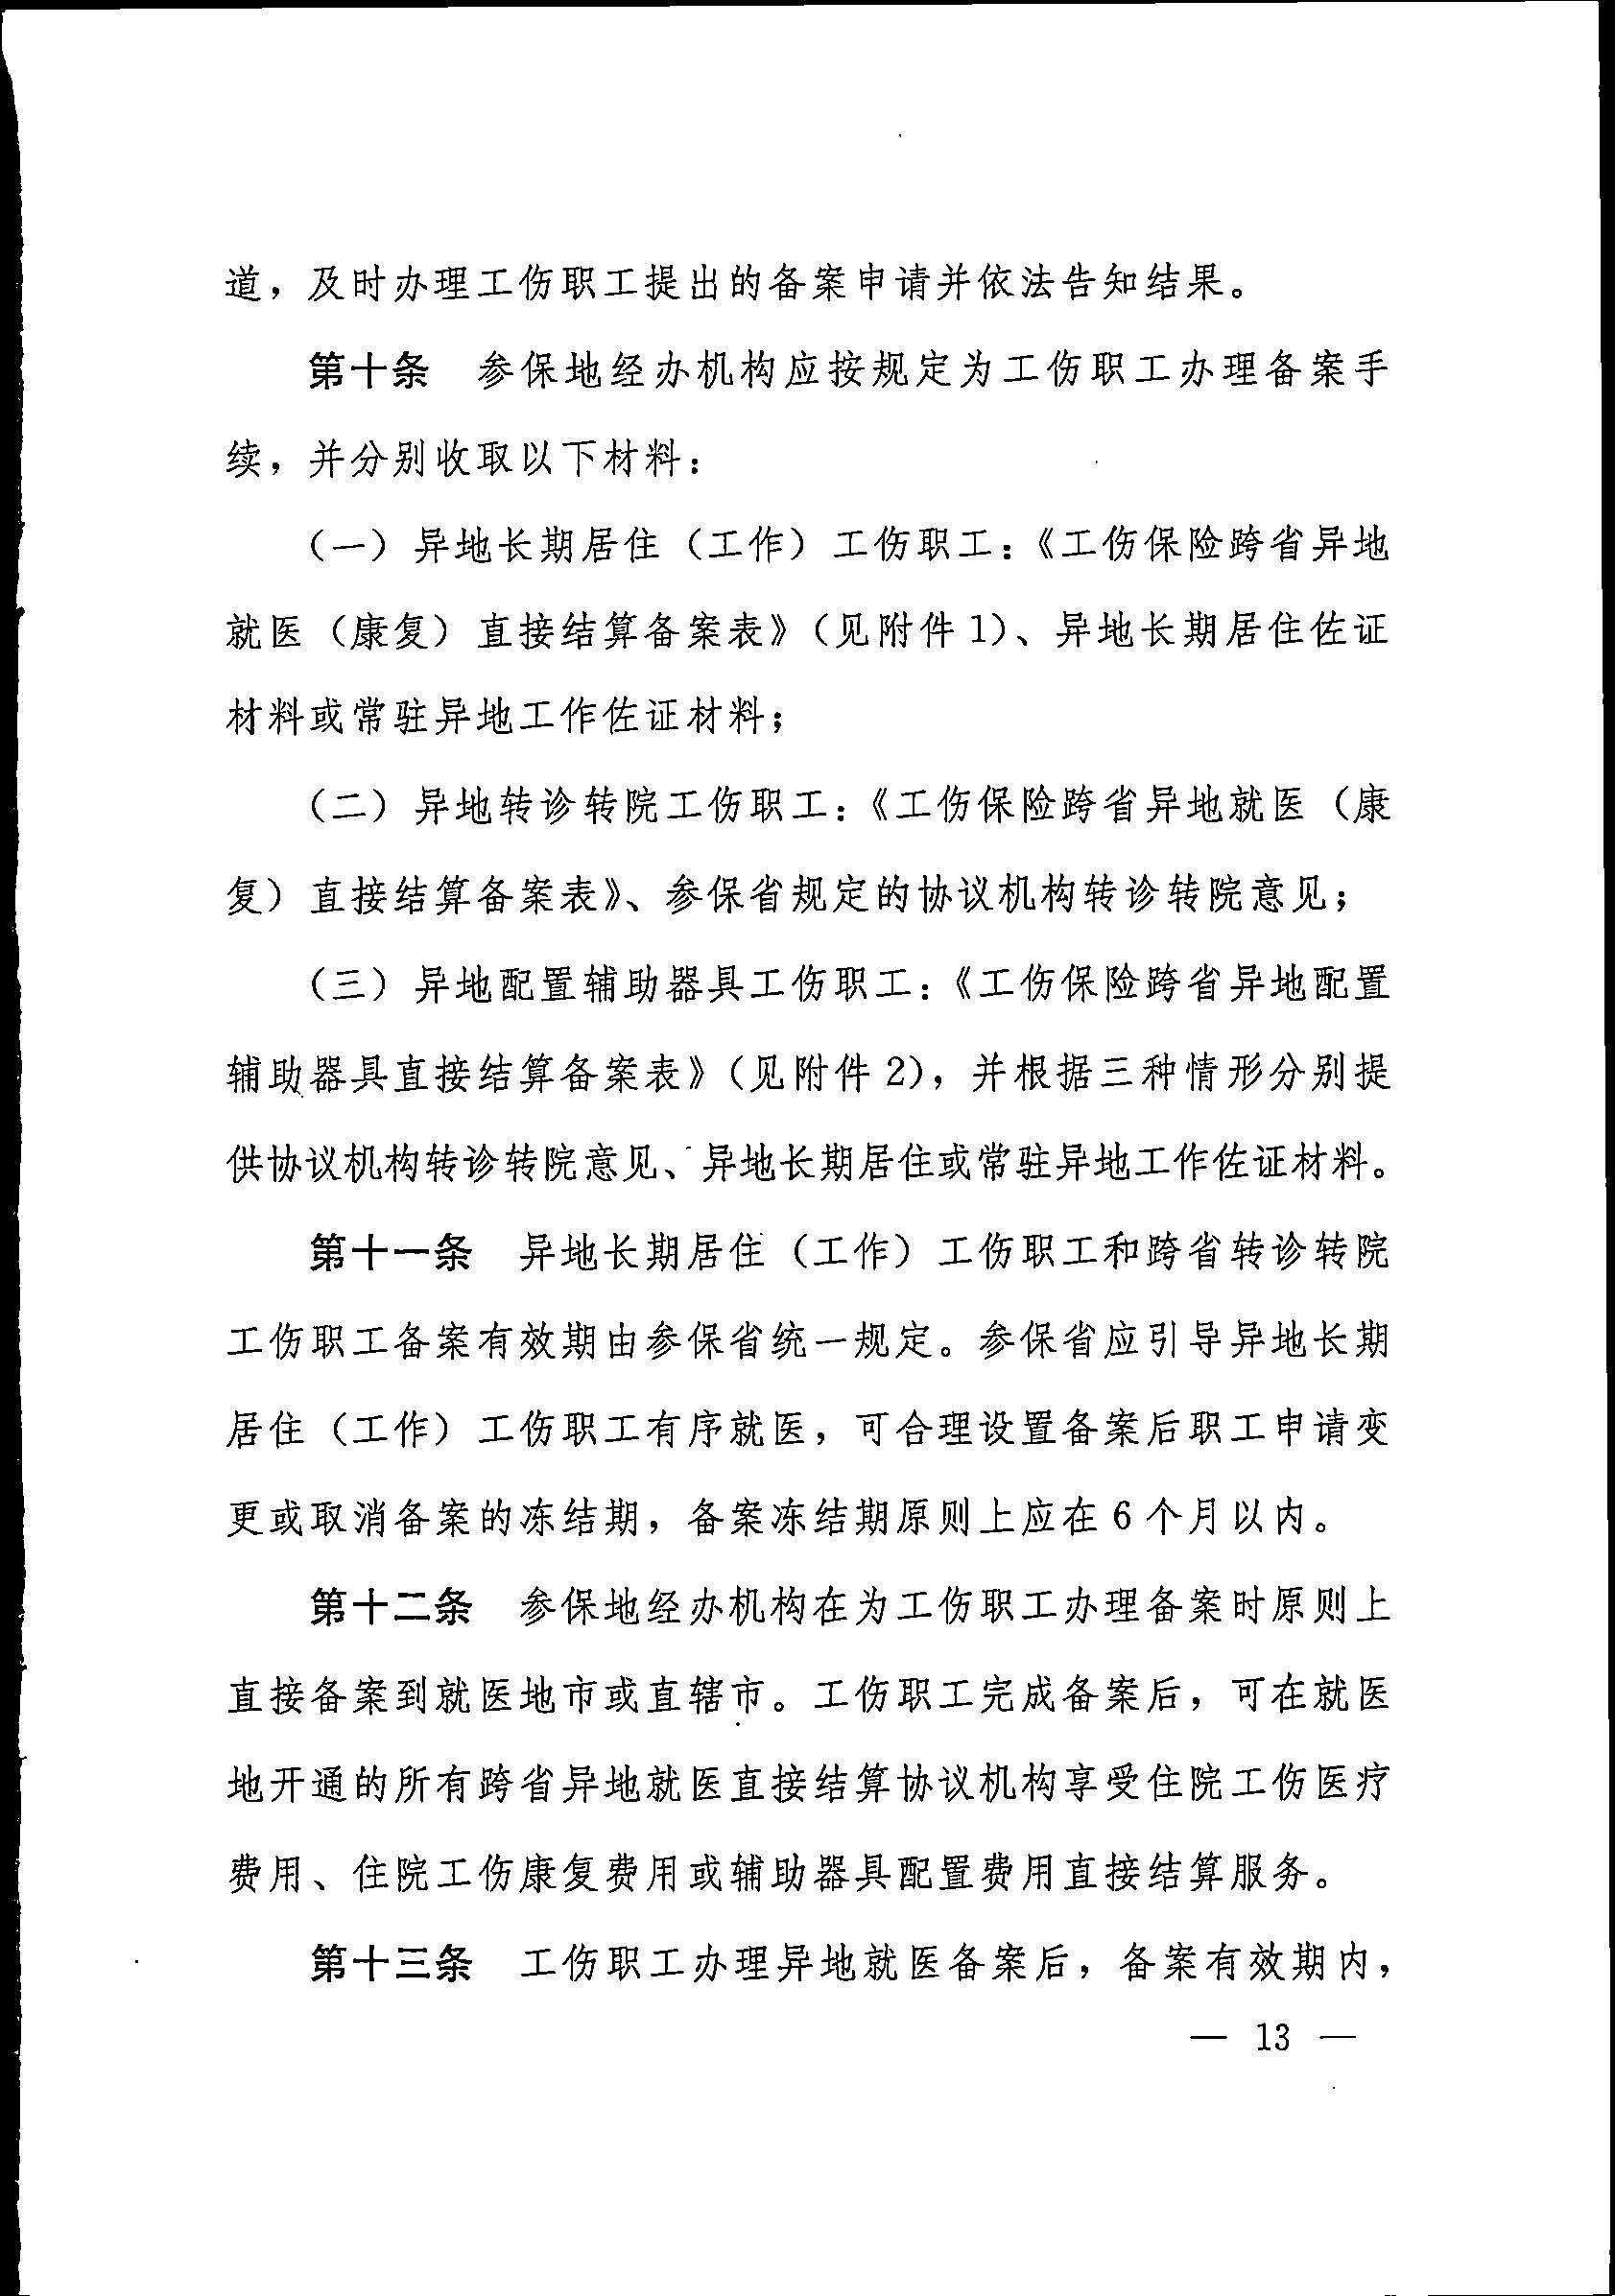 道，及时办理工伤职工提出的备案申请并依法告知结果。
第十条　参保地经办机构应按规定为工伤职工办理备案手
续，并分别收取以下材料：
（一）异地长期居住（工作）工伤职工：《工伤保险跨省异地
就医（康复）直接结算备案表》（见附件 1）、异地长期居住佐证
材料或常驻异地工作佐证材料；
（二）异地转诊转院工伤职工：《工伤保险跨省异地就医（康
复）直接结算备案表》、参保省规定的协议机构转诊转院意见；
（三）异地配置辅助器具工伤职工：《工伤保险跨省异地配置
辅助器具直接结算备案表》（见附件 2），并根据三种情形分别提
供协议机构转诊转院意见、异地长期居住或常驻异地工作佐证材料。
第十一条　异地长期居住（工作）工伤职工和跨省转诊转院
工伤职工备案有效期由参保省统一规定。参保省应引导异地长期
居住（工作）工伤职工有序就医，可合理设置备案后职工申请变
更或取消备案的冻结期，备案冻结期原则上应在 6 个月以内。
第十二条　参保地经办机构在为工伤职工办理备案时原则上
直接备案到就医地市或直辖市。工伤职工完成备案后，可在就医
地开通的所有跨省异地就医直接结算协议机构享受住院工伤医疗
费用、住院工伤康复费用或辅助器具配置费用直接结算服务。
第十三条　工伤职工办理异地就医备案后，备案有效期内，
— 13 —